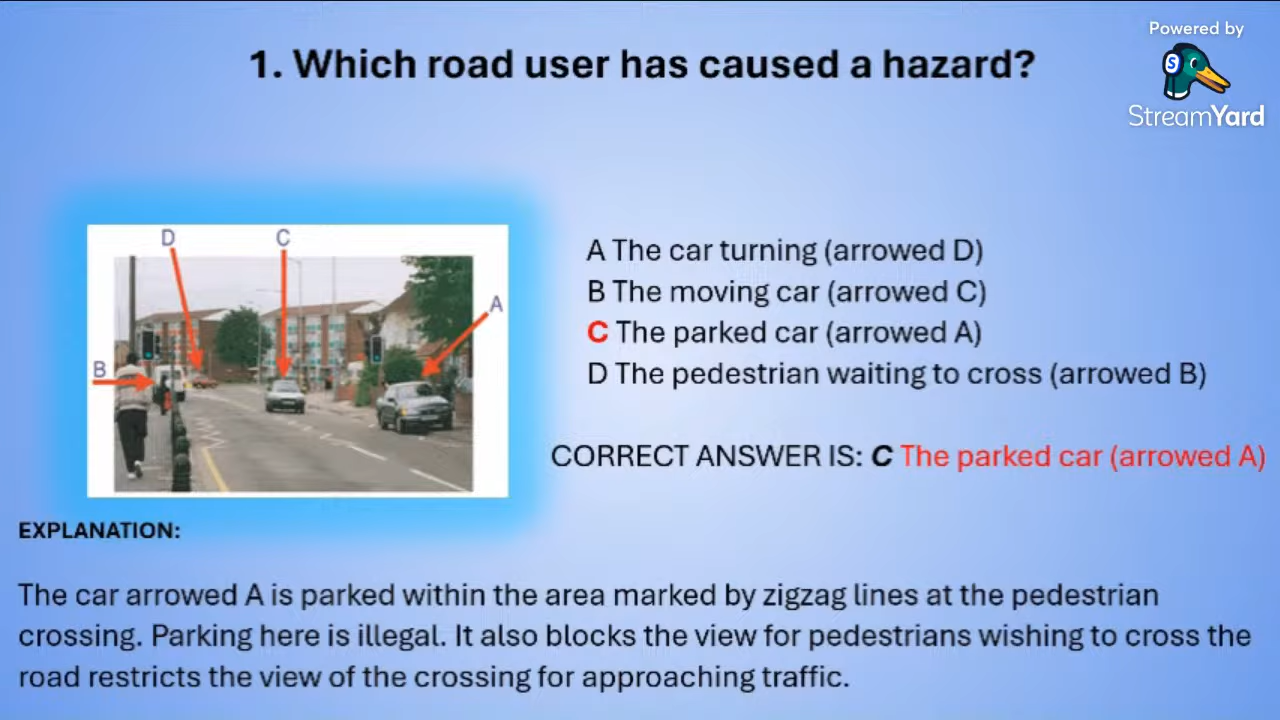 Powered by
StreamYard
1. Which road user has caused a hazard?
D
C
A
B
A The car turning (arrowed D)
B The moving car (arrowed C)
C The parked car (arrowed A)
D The pedestrian waiting to cross (arrowed B)
CORRECT ANSWER IS: C The parked car (arrowed A)
EXPLANATION:
The car arrowed A is parked within the area marked by zigzag lines at the pedestrian
crossing. Parking here is illegal. It also blocks the view for pedestrians wishing to cross the
road restricts the view of the crossing for approaching traffic.